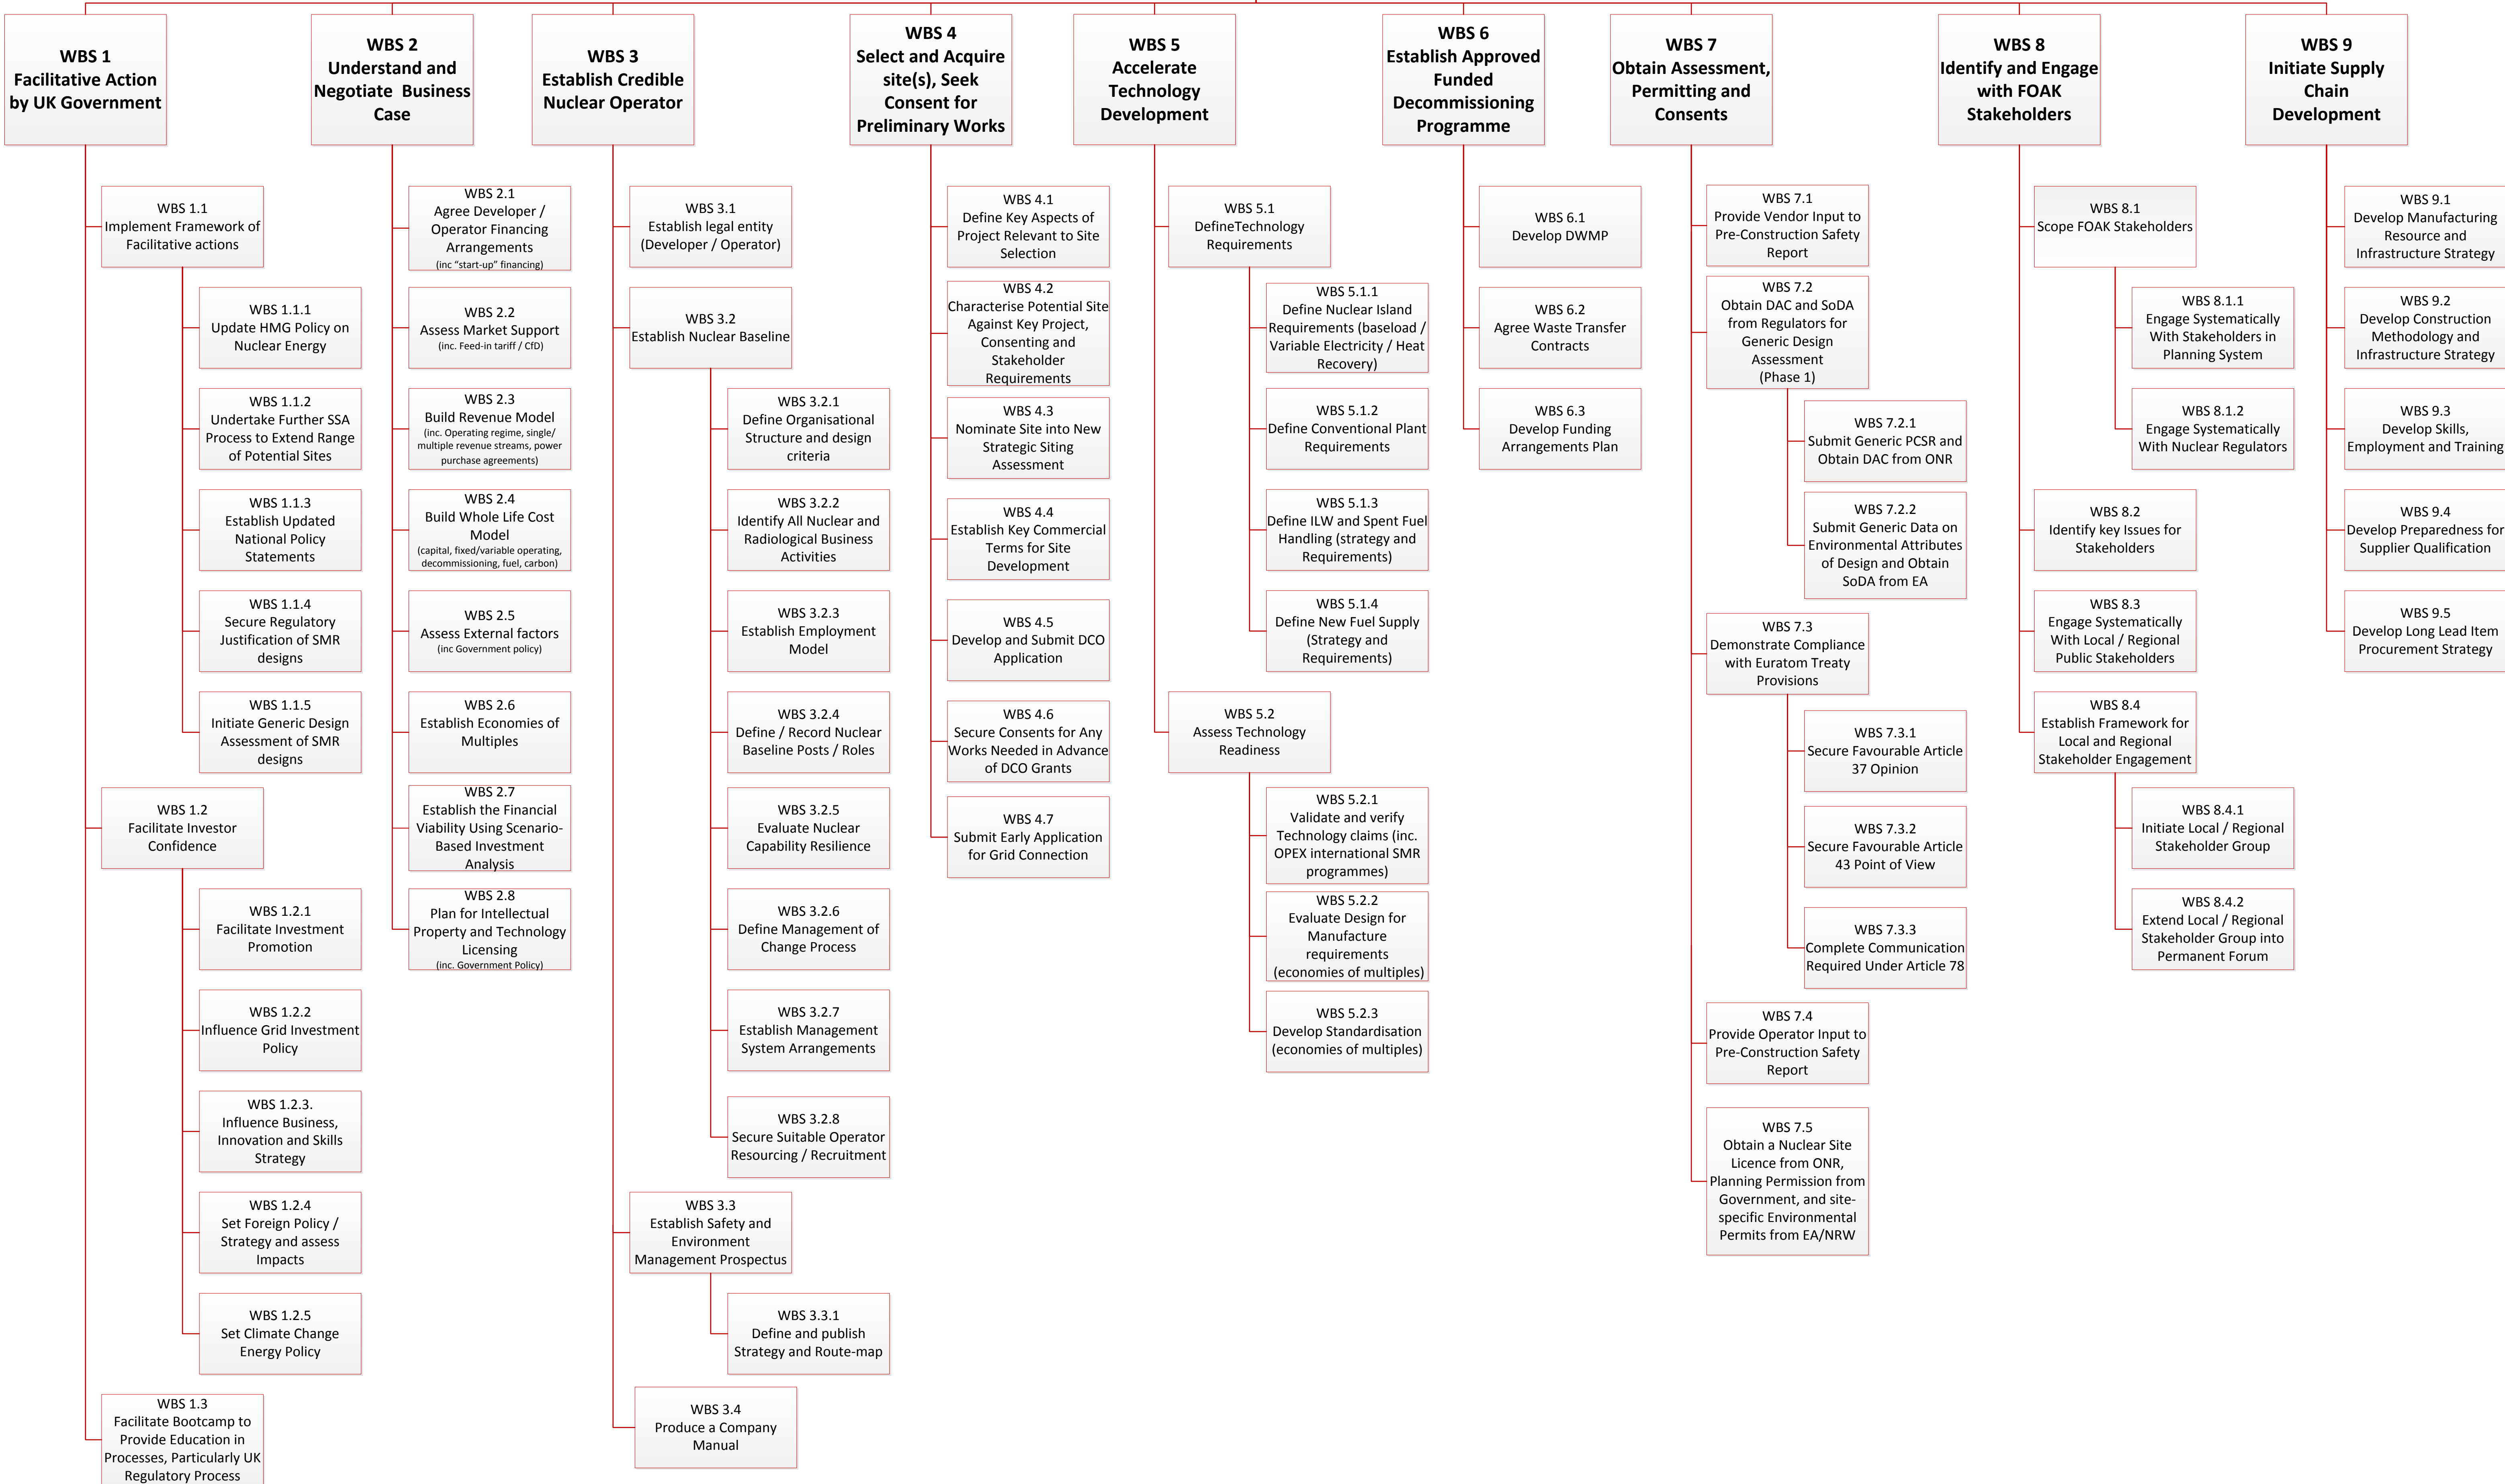 WBS 1
Facilitative Action
by UK Government
WBS 1.1
Implement Framework of
Facilitative actions
WBS 1.1.1
Update HMG Policy on
Nuclear Energy
WBS 1.1.2
Undertake Further SSA
Process to Extend Range
of Potential Sites
WBS 1.1.3
Establish Updated
National Policy
Statements
WBS 1.1.4
Secure Regulatory
Justification of SMR
designs
WBS 1.1.5
Initiate Generic Design
Assessment of SMR
designs
WBS 1.2
Facilitate Investor
Confidence
WBS 1.2.1
Facilitate Investment
Promotion
WBS 1.2.2
Influence Grid Investment
Policy
WBS 1.2.3.
Influence Business,
Innovation and Skills
Strategy
WBS 1.2.4
Set Foreign Policy /
Strategy and assess
Impacts
WBS 1.2.5
Set Climate Change
Energy Policy
WBS 1.3
Facilitate Bootcamp to
Provide Education in
Processes, Particularly UK
Regulatory Process
WBS 2
Understand and
Negotiate Business
Case
WBS 2.1
Agree Developer /
Operator Financing
Arrangements
(inc “start-up” financing)
WBS 2.2
Assess Market Support
(inc. Feed-in tariff / CfD)
WBS 2.3
Build Revenue Model
(inc. Operating regime, single/
multiple revenue streams, power
purchase agreements)
WBS 2.4
Build Whole Life Cost
Model
(capital, fixed/variable operating,
decommissioning, fuel, carbon)
WBS 2.5
Assess External factors
(inc Government policy)
WBS 2.6
Establish Economies of
Multiples
WBS 2.7
Establish the Financial
Viability Using Scenario-
Based Investment
Analysis
WBS 2.8
Plan for Intellectual
Property and Technology
Licensing
(inc. Government Policy)
WBS 3
Establish Credible
Nuclear Operator
WBS 3.1
Establish legal entity
(Developer / Operator)
WBS 3.2
Establish Nuclear Baseline
WBS 3.2.1
Define Organisational
Structure and design
criteria
WBS 3.2.2
Identify All Nuclear and
Radiological Business
Activities
WBS 3.2.3
Establish Employment
Model
WBS 3.2.4
Define / Record Nuclear
Baseline Posts / Roles
WBS 3.2.5
Evaluate Nuclear
Capability Resilience
WBS 3.2.6
Define Management of
Change Process
WBS 3.2.7
Establish Management
System Arrangements
WBS 3.2.8
Secure Suitable Operator
Resourcing / Recruitment
WBS 3.3
Establish Safety and
Environment
Management Prospectus
WBS 3.3.1
Define and publish
Strategy and Route-map
WBS 3.4
Produce a Company
Manual
WBS 4
Select and Acquire
site(s), Seek
Consent for
Preliminary Works
WBS 4.1
Define Key Aspects of
Project Relevant to Site
Selection
WBS 4.2
Characterise Potential Site
Against Key Project,
Consenting and
Stakeholder
Requirements
WBS 4.3
Nominate Site into New
Strategic Siting
Assessment
WBS 4.4
Establish Key Commercial
Terms for Site
Development
WBS 4.5
Develop and Submit DCO
Application
WBS 4.6
Secure Consents for Any
Works Needed in Advance
of DCO Grants
WBS 4.7
Submit Early Application
for Grid Connection
WBS 5
Accelerate
Technology
Development
WBS 5.1
DefineTechnology
Requirements
WBS 5.1.1
Define Nuclear Island
Requirements (baseload /
Variable Electricity / Heat
Recovery)
WBS 5.1.2
Define Conventional Plant
Requirements
WBS 5.1.3
Define ILW and Spent Fuel
Handling (strategy and
Requirements)
WBS 5.1.4
Define New Fuel Supply
(Strategy and
Requirements)
WBS 5.2
Assess Technology
Readiness
WBS 5.2.1
Validate and verify
Technology claims (inc.
OPEX international SMR
programmes)
WBS 5.2.2
Evaluate Design for
Manufacture
requirements
(economies of multiples)
WBS 5.2.3
Develop Standardisation
(economies of multiples)
WBS 6
Establish Approved
Funded
Decommissioning
Programme
WBS 6.1
Develop DWMP
WBS 6.2
Agree Waste Transfer
Contracts
WBS 6.3
Develop Funding
Arrangements Plan
WBS 7
Obtain Assessment,
Permitting and
Consents
WBS 7.1
Provide Vendor Input to
Pre-Construction Safety
Report
WBS 7.2
Obtain DAC and SoDA
from Regulators for
Generic Design
Assessment
(Phase 1)
WBS 7.2.1
Submit Generic PCSR and
Obtain DAC from ONR
WBS 7.2.2
Submit Generic Data on
Environmental Attributes
of Design and Obtain
SoDA from EA
WBS 7.3
Demonstrate Compliance
with Euratom Treaty
Provisions
WBS 7.3.1
Secure Favourable Article
37 Opinion
WBS 7.3.2
Secure Favourable Article
43 Point of View
WBS 7.3.3
Complete Communication
Required Under Article 78
WBS 7.4
Provide Operator Input to
Pre-Construction Safety
Report
WBS 7.5
Obtain a Nuclear Site
Licence from ONR,
Planning Permission from
Government, and site-
specific Environmental
Permits from EA/NRW
WBS 8
Identify and Engage
with FOAK
Stakeholders
WBS 8.1
Scope FOAK Stakeholders
WBS 8.1.1
Engage Systematically
With Stakeholders in
Planning System
WBS 8.1.2
Engage Systematically
With Nuclear Regulators
WBS 8.2
Identify key Issues for
Stakeholders
WBS 8.3
Engage Systematically
With Local / Regional
Public Stakeholders
WBS 8.4
Establish Framework for
Local and Regional
Stakeholder Engagement
WBS 8.4.1
Initiate Local / Regional
Stakeholder Group
WBS 8.4.2
Extend Local / Regional
Stakeholder Group into
Permanent Forum
WBS 9
Initiate Supply
Chain
Development
WBS 9.1
Develop Manufacturing
Resource and
Infrastructure Strategy
WBS 9.2
Develop Construction
Methodology and
Infrastructure Strategy
WBS 9.3
Develop Skills,
Employment and Training
WBS 9.4
Develop Preparedness for
Supplier Qualification
WBS 9.5
Develop Long Lead Item
Procurement Strategy